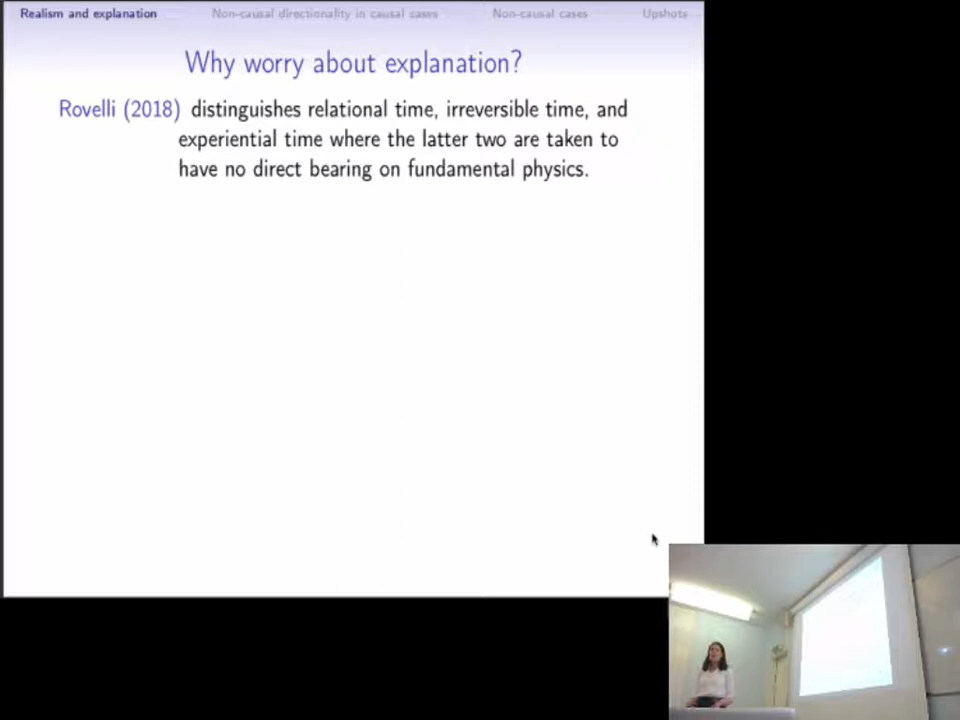 Realism and explanation Non-causal directionality in causal cases Non-causal cases Upshots
Why worry about explanation?
Rovelli (2018) distinguishes relational time, irreversible time, and
experiential time where the latter two are taken to
have no direct bearing on fundamental physics.